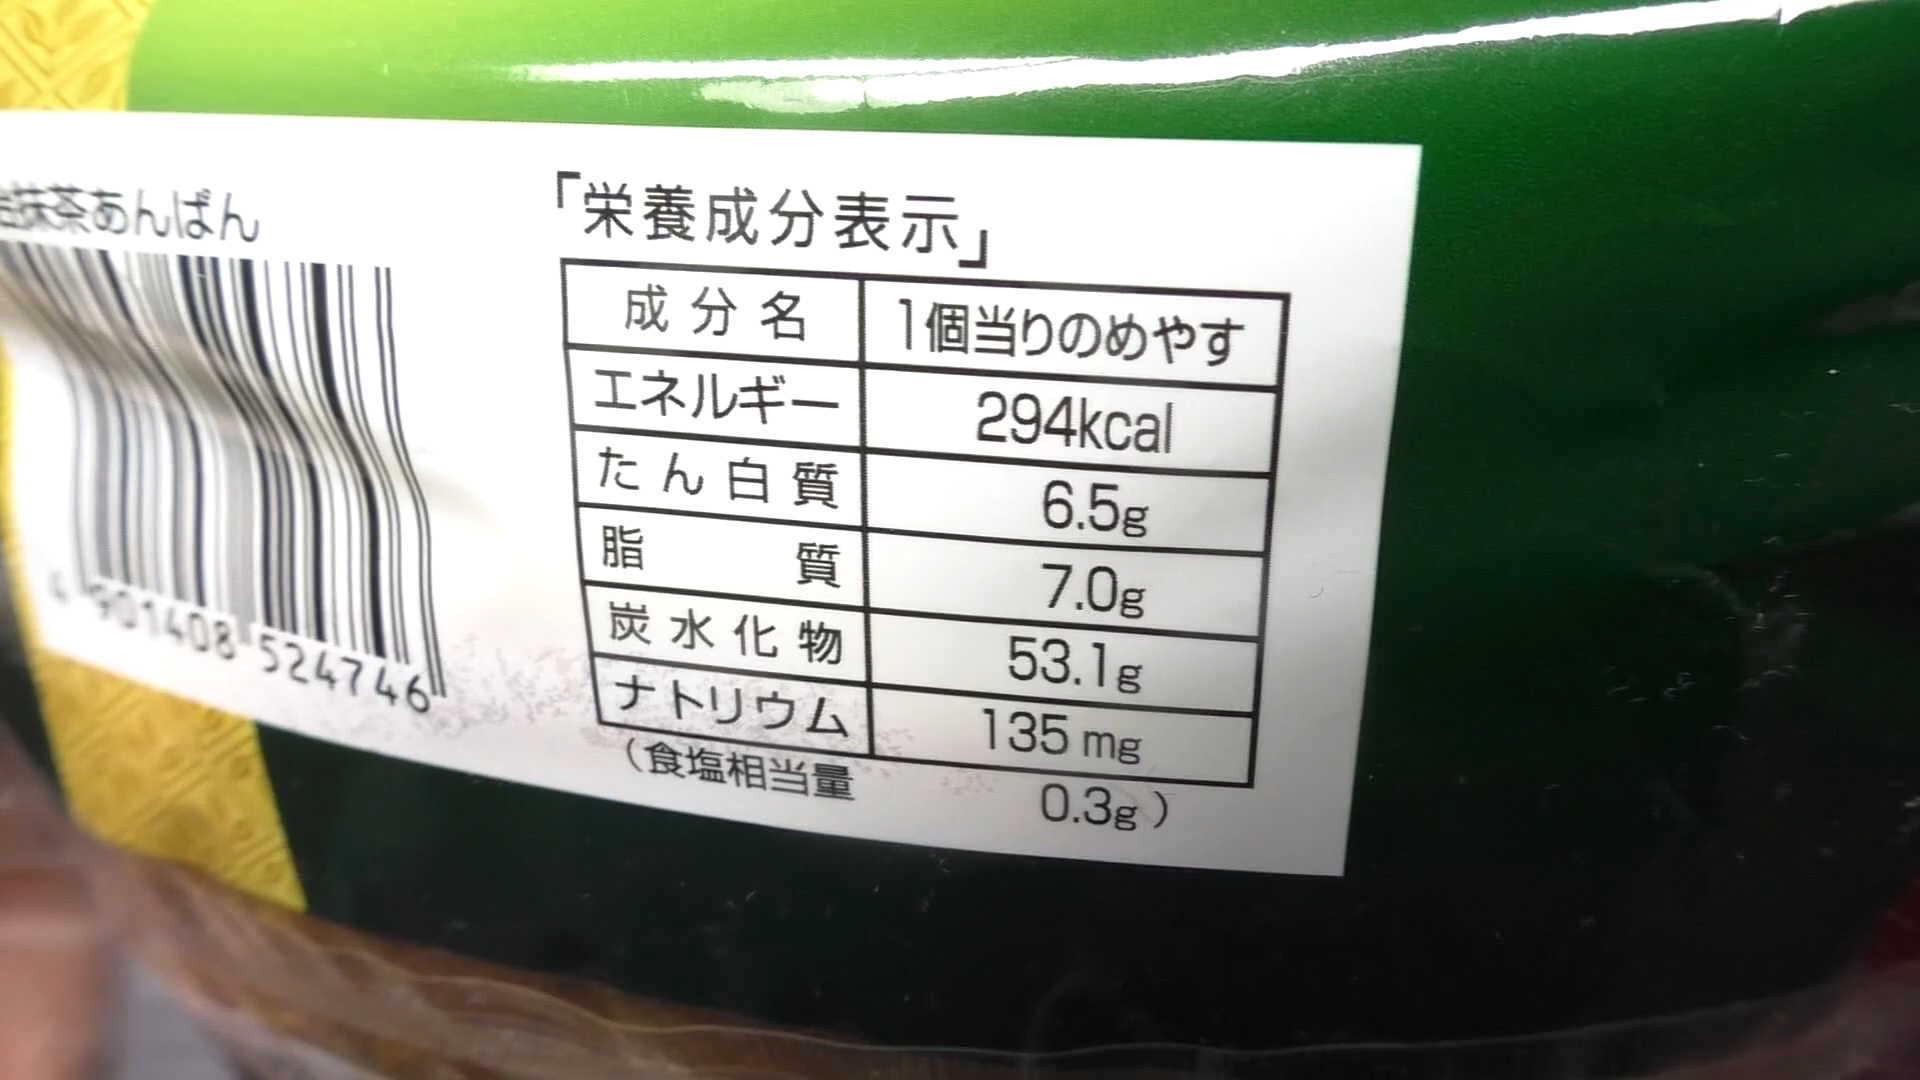 抹茶あんぱん
4 901408 524746
「栄養成分表示」
成分名 1個当りのめやす
エネルギー 294kcal
たん白質 6.5g
脂質 7.0g
炭水化物 53.1g
ナトリウム 135mg
(食塩相当量 0.3g)